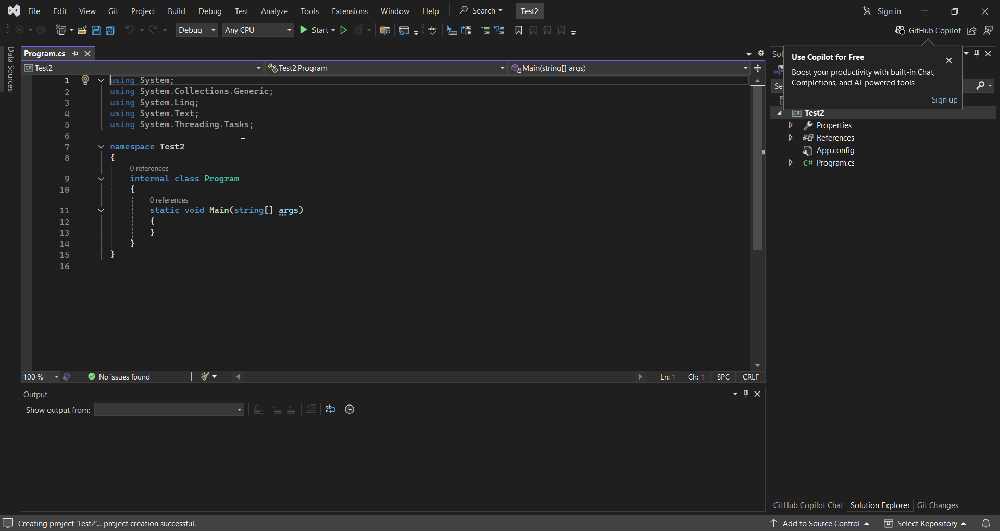 File Edit View Git Project Build Debug Test Analyze Tools Extensions Window Help Search Test2 Sign in
Debug Any CPU Start GitHub Copilot
Data Sources
Program.cs
Test2 Test2.Program Main(string[] args)
1 using System;
2 using System.Collections.Generic;
3 using System.Linq;
4 using System.Text;
5 using System.Threading.Tasks;
6
7 namespace Test2
8 {
0 references
9 internal class Program
10 {
0 references
11 static void Main(string[] args)
12 {
13 }
14 }
15 }
16
100 % No issues found Ln: 1 Ch: 1 SPC CRLF
Output
Show output from:
Use Copilot for Free
Boost your productivity with built-in Chat,
Completions, and AI-powered tools
Sign up
Test2
Properties
References
App.config
C# Program.cs
GitHub Copilot Chat Solution Explorer Git Changes
Creating project 'Test2'... project creation successful. Add to Source Control Select Repository